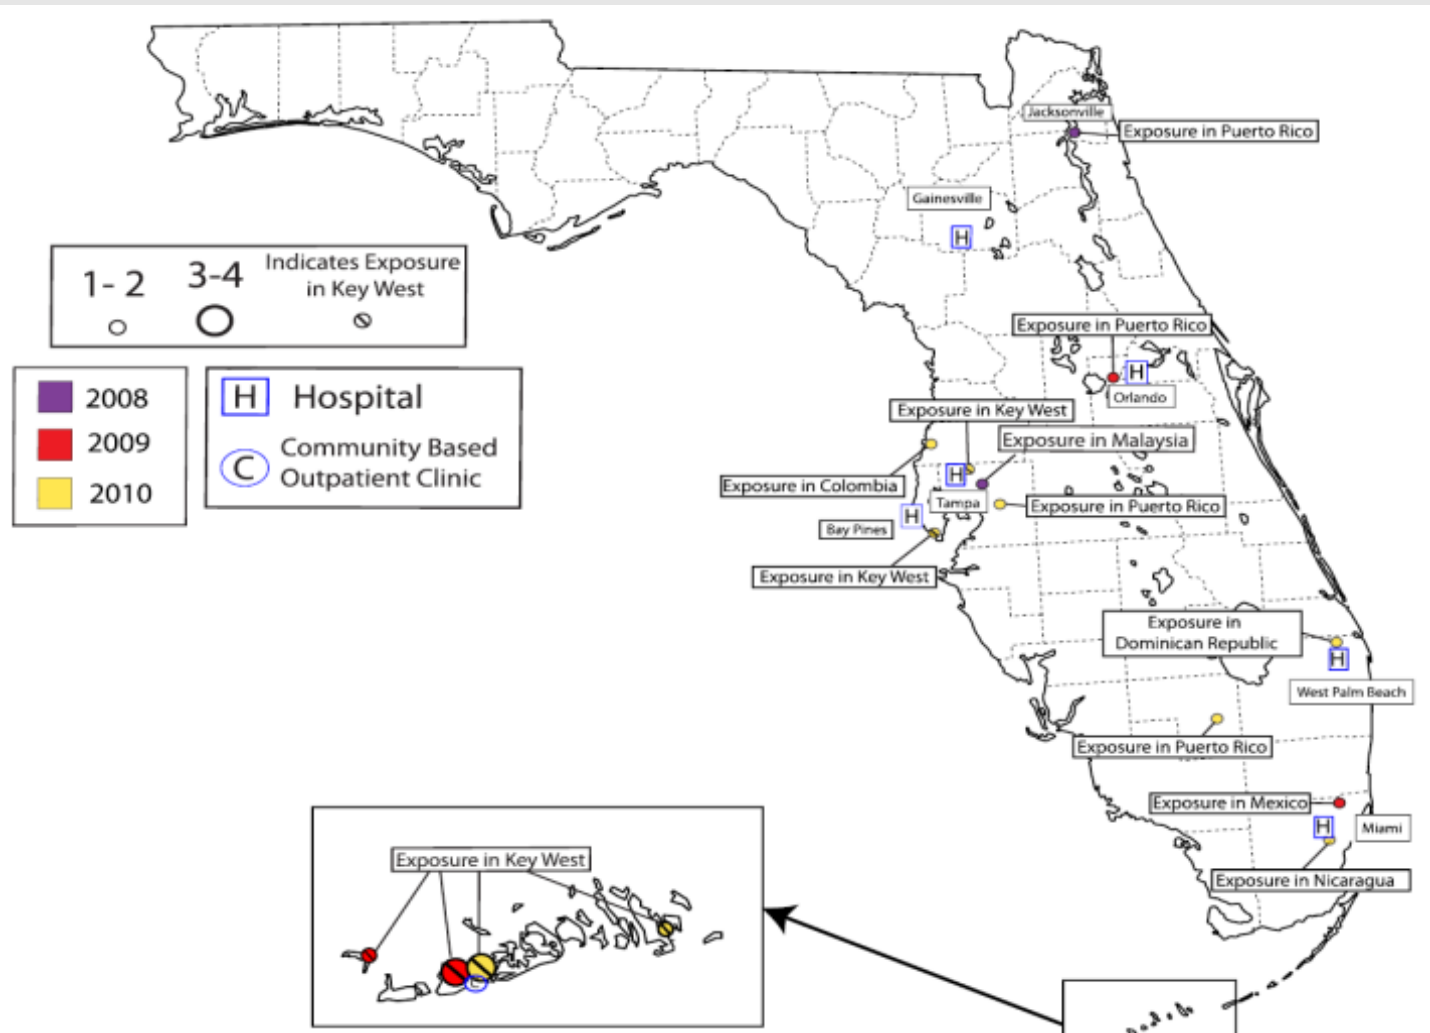 Jacksonville
Exposure in Puerto Rico
Gainesville
H
1- 2
3-4
Indicates Exposure
in Key West
Exposure in Puerto Rico
H
Orlando
2008
2009
2010
H Hospital
C Community Based
Outpatient Clinic
Exposure in Key West
Exposure in Malaysia
H
Exposure in Colombia
Tampa
Exposure in Puerto Rico
H
Bay Pines
Exposure in Key West
Exposure in
Dominican Republic
H
West Palm Beach
Exposure in Puerto Rico
Exposure in Mexico
H
Miami
Exposure in Nicaragua
Exposure in Key West
C